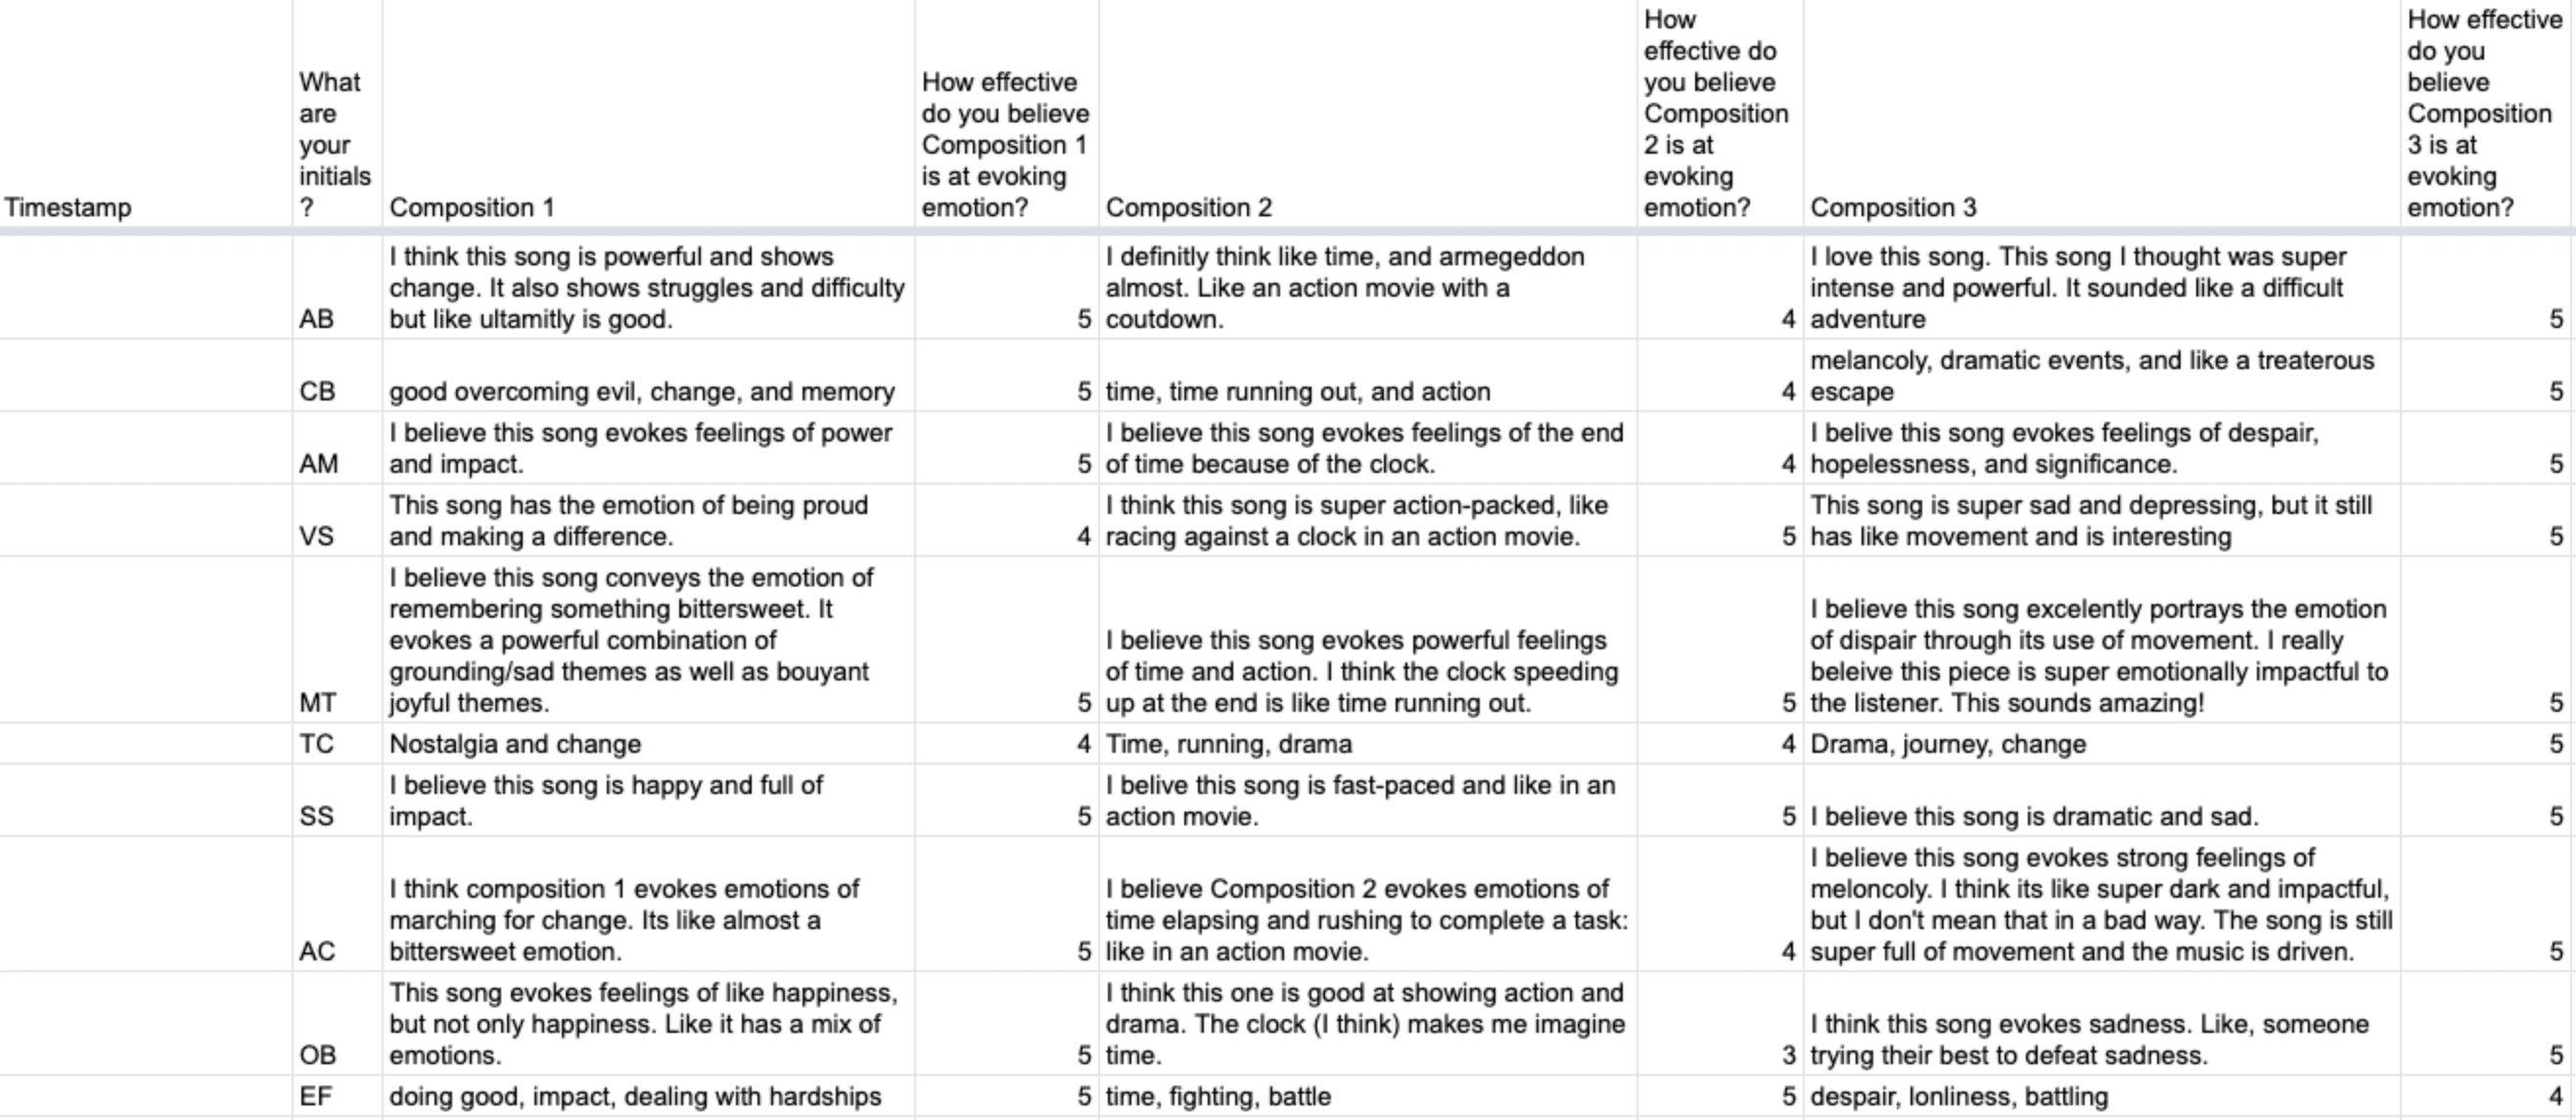 Timestamp
What
are
your
initials
?
Composition 1
How effective
do you believe
Composition 1
is at evoking
emotion?
Composition 2
How
effective do
you believe
Composition
2 is at
evoking
emotion?
Composition 3
How effective
do you
believe
Composition
3 is at
evoking
emotion?
AB
I think this song is powerful and shows
change. It also shows struggles and difficulty
but like ultamitly is good.
5
I definitly think like time, and armegeddon
almost. Like an action movie with a
coutdown.
4
I love this song. This song I thought was super
intense and powerful. It sounded like a difficult
adventure
5
CB
good overcoming evil, change, and memory
5
time, time running out, and action
4
melancoly, dramatic events, and like a treaterous
escape
5
AM
I believe this song evokes feelings of power
and impact.
5
I believe this song evokes feelings of the end
of time because of the clock.
4
I belive this song evokes feelings of despair,
hopelessness, and significance.
5
VS
This song has the emotion of being proud
and making a difference.
4
I think this song is super action-packed, like
racing against a clock in an action movie.
5
This song is super sad and depressing, but it still
has like movement and is interesting
5
MT
I believe this song conveys the emotion of
remembering something bittersweet. It
evokes a powerful combination of
grounding/sad themes as well as bouyant
joyful themes.
5
I believe this song evokes powerful feelings
of time and action. I think the clock speeding
up at the end is like time running out.
5
I believe this song excelently portrays the emotion
of dispair through its use of movement. I really
beleive this piece is super emotionally impactful to
the listener. This sounds amazing!
5
TC
Nostalgia and change
4
Time, running, drama
4
Drama, journey, change
5
SS
I believe this song is happy and full of
impact.
5
I belive this song is fast-paced and like in an
action movie.
5
I believe this song is dramatic and sad.
5
AC
I think composition 1 evokes emotions of
marching for change. Its like almost a
bittersweet emotion.
5
I believe Composition 2 evokes emotions of
time elapsing and rushing to complete a task:
like in an action movie.
4
I believe this song evokes strong feelings of
meloncoly. I think its like super dark and impactful,
but I don't mean that in a bad way. The song is still
super full of movement and the music is driven.
5
OB
This song evokes feelings of like happiness,
but not only happiness. Like it has a mix of
emotions.
5
I think this one is good at showing action and
drama. The clock (I think) makes me imagine
time.
3
I think this song evokes sadness. Like, someone
trying their best to defeat sadness.
5
EF
doing good, impact, dealing with hardships
5
time, fighting, battle
5
despair, lonliness, battling
4